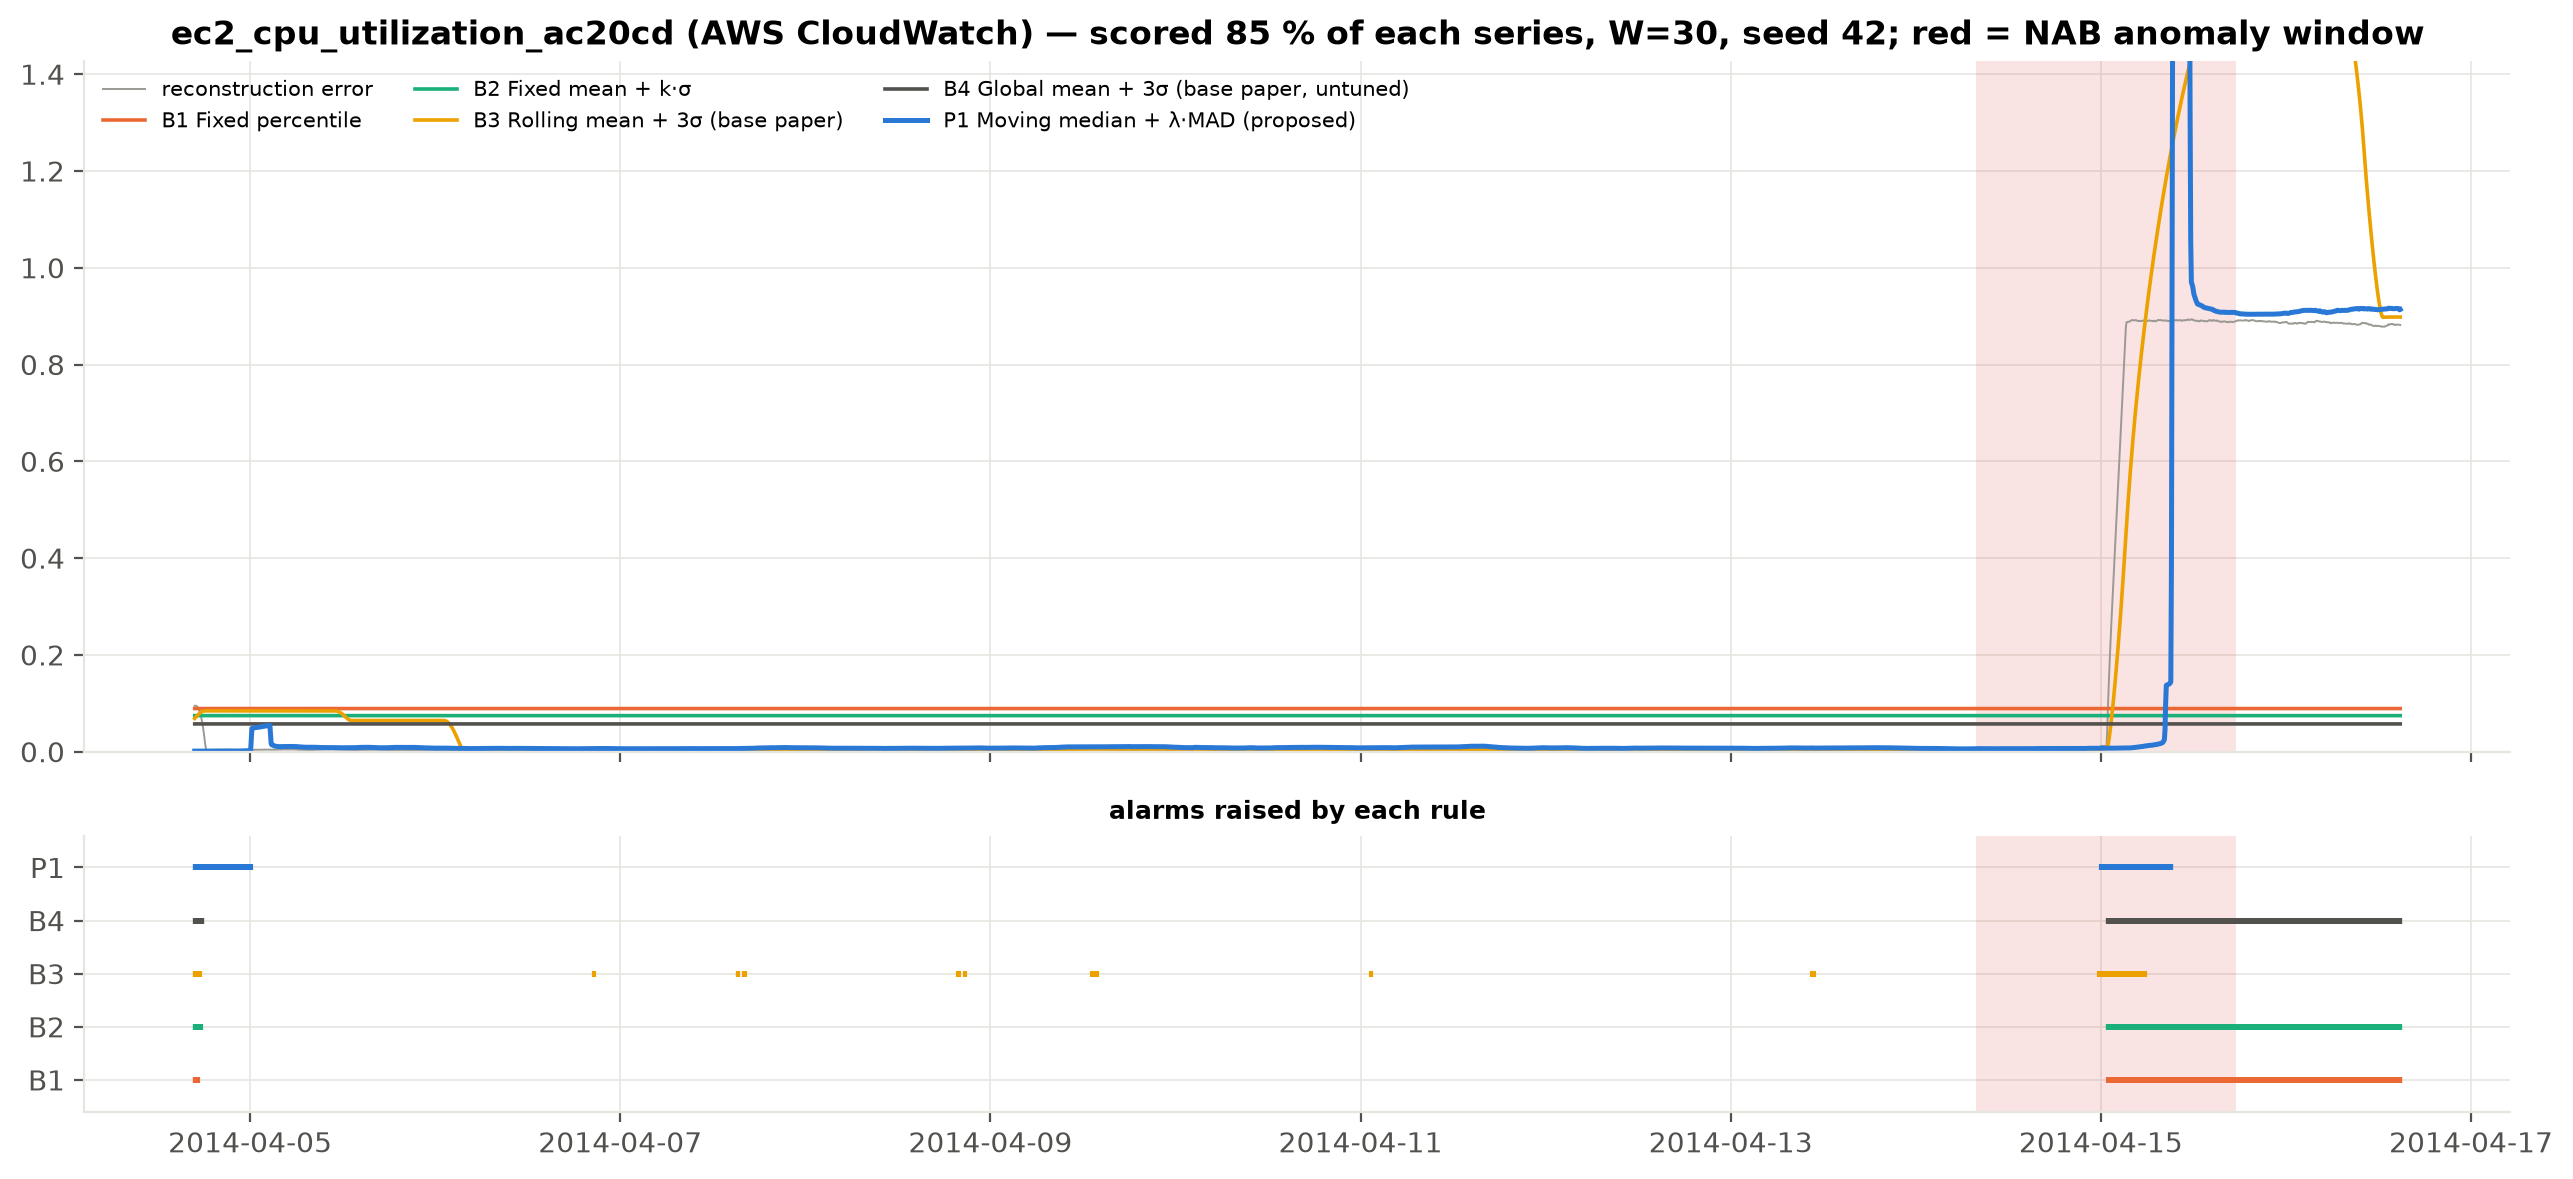 ec2_cpu_utilization_ac20cd (AWS CloudWatch) — scored 85 % of each series, W=30, seed 42; red = NAB anomaly window
reconstruction error
B1 Fixed percentile
B2 Fixed mean + k·σ
B3 Rolling mean + 3σ (base paper)
B4 Global mean + 3σ (base paper, untuned)
P1 Moving median + λ·MAD (proposed)
1.4
1.2
1.0
0.8
0.6
0.4
0.2
0.0
alarms raised by each rule
P1
B4
B3
B2
B1
2014-04-05 2014-04-07 2014-04-09 2014-04-11 2014-04-13 2014-04-15 2014-04-17